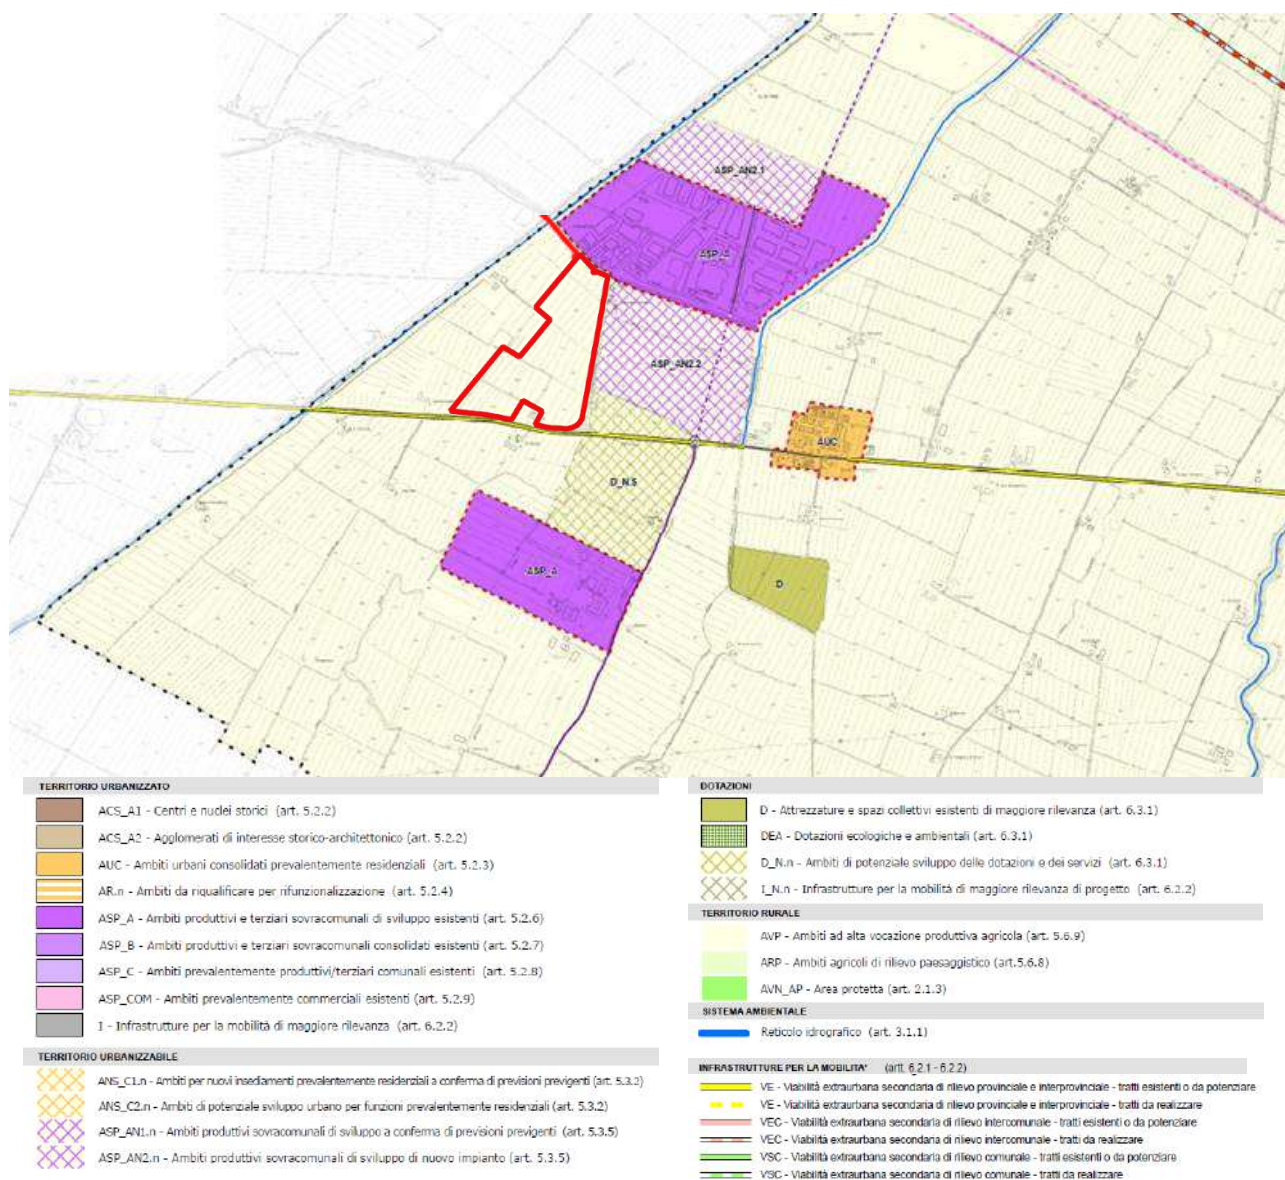 ASP_AN2.1
ASP_A
ASP_AN2.2
AUC
D_N.5
ASP_A
D
TERRITORIO URBANIZZATO
ACS_A1 - Centri e nuclei storici (art. 5.2.2)
ACS_A2 - Agglomerati di interesse storico-architettonico (art. 5.2.2)
AUC - Ambiti urbani consolidati prevalentemente residenziali (art. 5.2.3)
AR.n - Ambiti da riqualificare per rifunzionalizzazione (art. 5.2.4)
ASP_A - Ambiti produttivi e terziari sovracomunali di sviluppo esistenti (art. 5.2.6)
ASP_B - Ambiti produttivi e terziari sovracomunali consolidati esistenti (art. 5.2.7)
ASP_C - Ambiti prevalentemente produttivi/terziari comunali esistenti (art. 5.2.8)
ASP_COM - Ambiti prevalentemente commerciali esistenti (art. 5.2.9)
I - Infrastrutture per la mobilità di maggiore rilevanza (art. 6.2.2)
TERRITORIO URBANIZZABILE
ANS_C1.n - Ambiti per nuovi insediamenti prevalentemente residenziali a conferma di previsioni previgenti (art. 5.3.2)
ANS_C2.n - Ambiti di potenziale sviluppo urbano per funzioni prevalentemente residenziali (art. 5.3.2)
ASP_AN1.n - Ambiti produttivi sovracomunali di sviluppo a conferma di previsioni previgenti (art. 5.3.5)
ASP_AN2.n - Ambiti produttivi sovracomunali di sviluppo di nuovo impianto (art. 5.3.5)
DOTAZIONI
D - Attrezzature e spazi collettivi esistenti di maggiore rilevanza (art. 6.3.1)
DEA - Dotazioni ecologiche e ambientali (art. 6.3.1)
D_N.n - Ambiti di potenziale sviluppo delle dotazioni e dei servizi (art. 6.3.1)
I_N.n - Infrastrutture per la mobilità di maggiore rilevanza di progetto (art. 6.2.2)
TERRITORIO RURALE
AVP - Ambiti ad alta vocazione produttiva agricola (art. 5.6.9)
ARP - Ambiti agricoli di rilievo paesaggistico (art.5.6.8)
AVN_AP - Area protetta (art. 2.1.3)
SISTEMA AMBIENTALE
Reticolo idrografico (art. 3.1.1)
INFRASTRUTTURE PER LA MOBILITA' (artt. 6.2.1 - 6.2.2)
VE - Viabilità extraurbana secondaria di rilievo provinciale e interprovinciale - tratti esistenti o da potenziare
VE - Viabilità extraurbana secondaria di rilievo provinciale e interprovinciale - tratti da realizzare
VEC - Viabilità extraurbana secondaria di rilievo intercomunale - tratti esistenti o da potenziare
VEC - Viabilità extraurbana secondaria di rilievo intercomunale - tratti da realizzare
VSC - Viabilità extraurbana secondaria di rilievo comunale - tratti esistenti o da potenziare
VSC - Viabilità extraurbana secondaria di rilievo comunale - tratti da realizzare